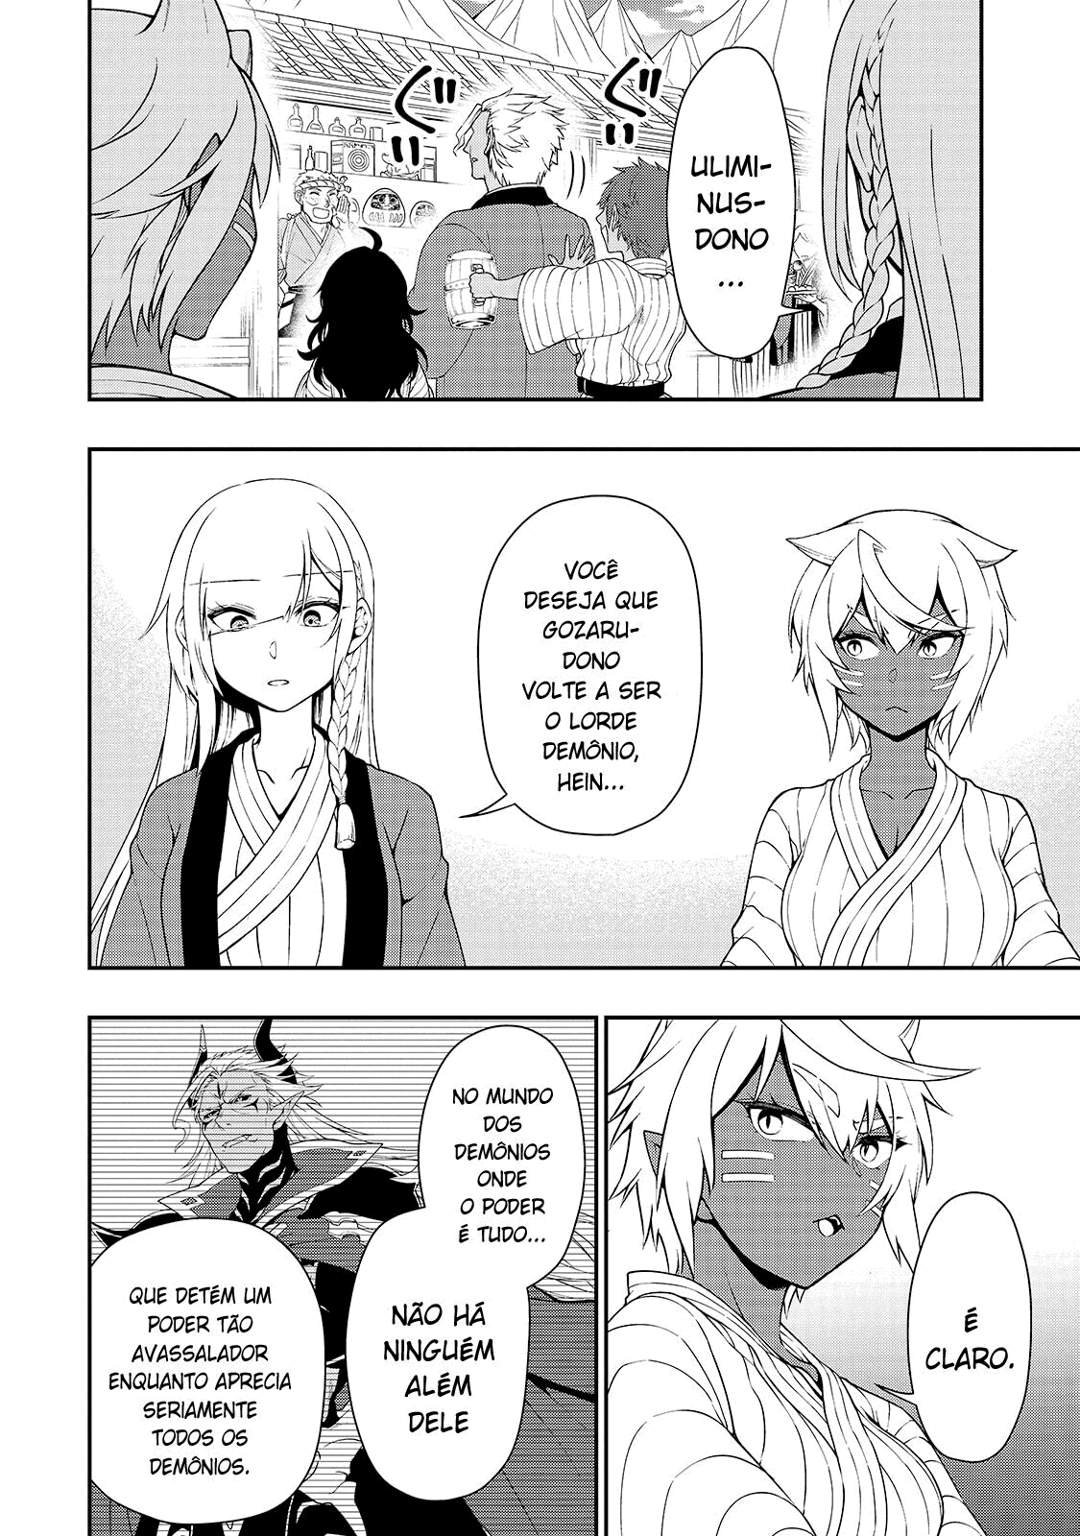 ULIMI-
NUS-
DONO
...
グ"
グ"
VOCÊ
DESEJA QUE
GOZARU-
DONO
VOLTE A SER
O LORDE
DEMÔNIO,
HEIN...
É
CLARO.
NO MUNDO
DOS
DEMÔNIOS
ONDE
O PODER
É TUDO...
NÃO HÁ
NINGUÉM
ALÉM
DELE
QUE DETÉM UM
PODER TÃO
AVASSALADOR
ENQUANTO APRECIA
SERIAMENTE
TODOS OS
DEMÔNIOS.